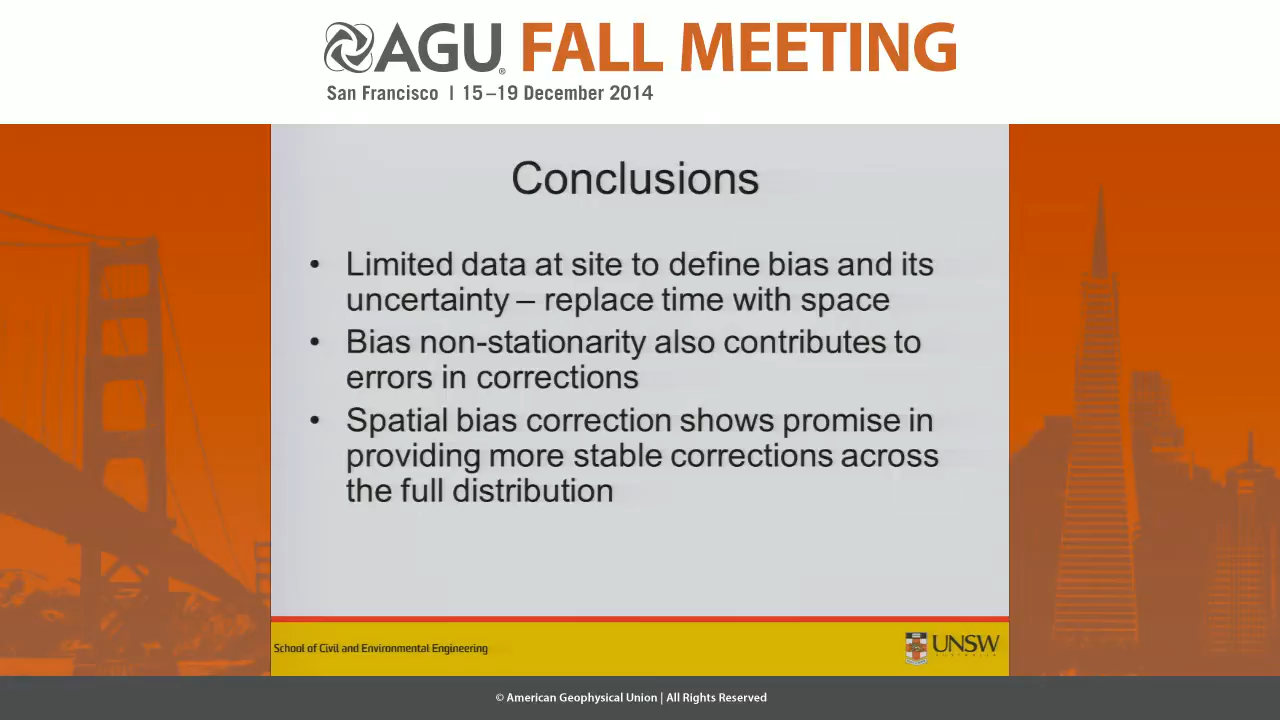 AGU® FALL MEETING
San Francisco | 15–19 December 2014
Conclusions
• Limited data at site to define bias and its
uncertainty – replace time with space
• Bias non-stationarity also contributes to
errors in corrections
• Spatial bias correction shows promise in
providing more stable corrections across
the full distribution
School of Civil and Environmental Engineering
UNSW
AUSTRALIA
© American Geophysical Union | All Rights Reserved